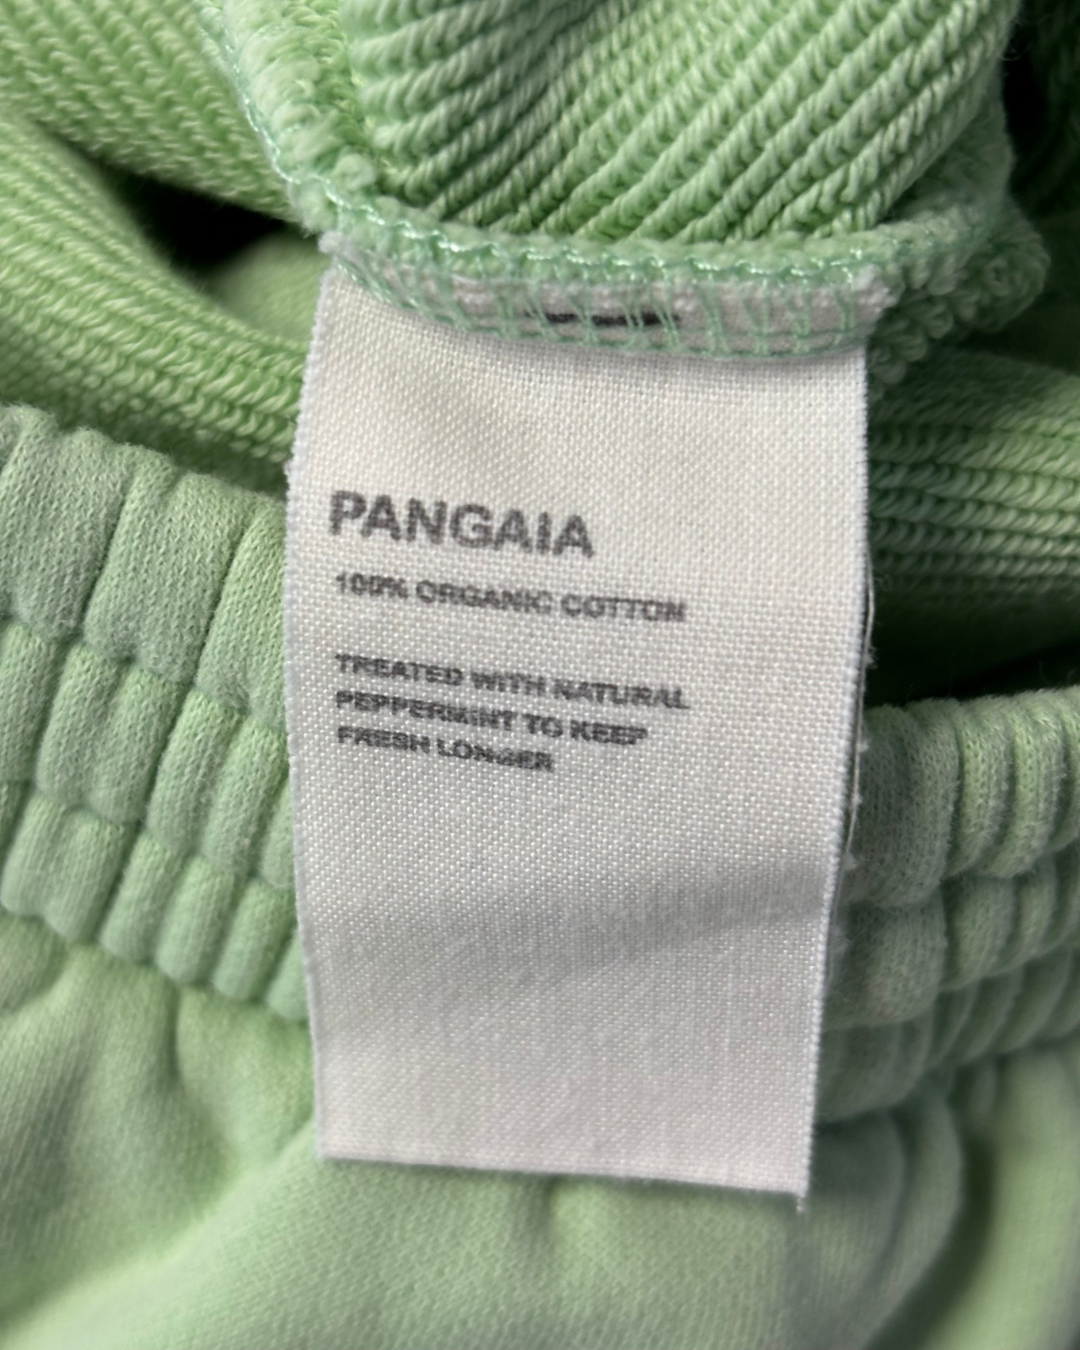 PANGAIA
100% ORGANIC COTTON
TREATED WITH NATURAL
PEPPERMINT TO KEEP
FRESH LONGER